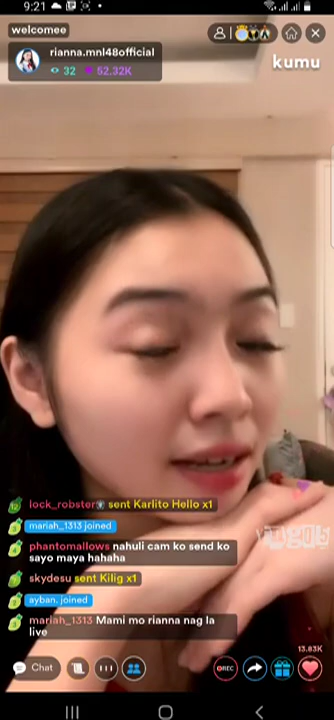 9:21
welcomee
rianna.mnl48official
32 52.32K
kumu
lock_robster sent Karlito Hello x1
mariah_1313 joined
phantomallows nahuli cam ko send ko
sayo maya hahaha
skydesu sent Kilig x1
ayban. joined
mariah_1313 Mami mo rianna nag la
live
13.83K
Chat
REC